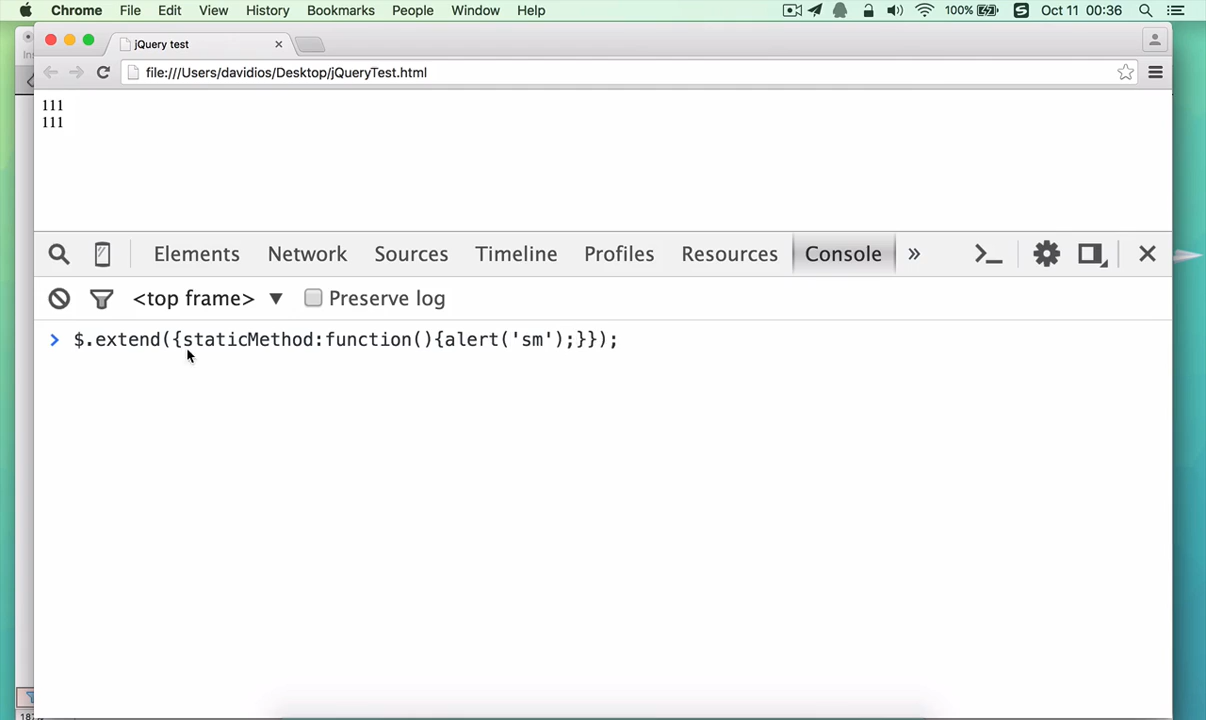 Chrome File Edit View History Bookmarks People Window Help 100% Oct 11 00:36
jQuery test
file:///Users/davidios/Desktop/jQueryTest.html
111
111
Elements Network Sources Timeline Profiles Resources Console »
<top frame> ▼ Preserve log
> $.extend({staticMethod:function(){alert('sm');}});